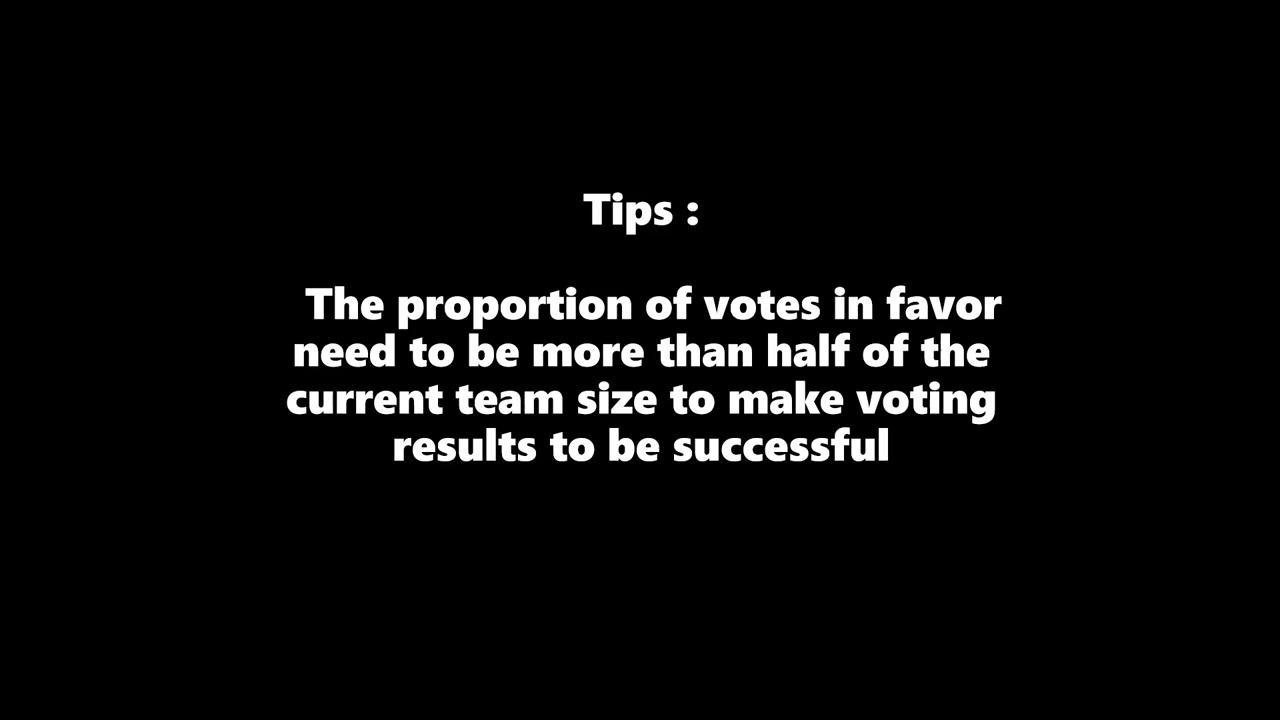 Tips :
The proportion of votes in favor
need to be more than half of the
current team size to make voting
results to be successful